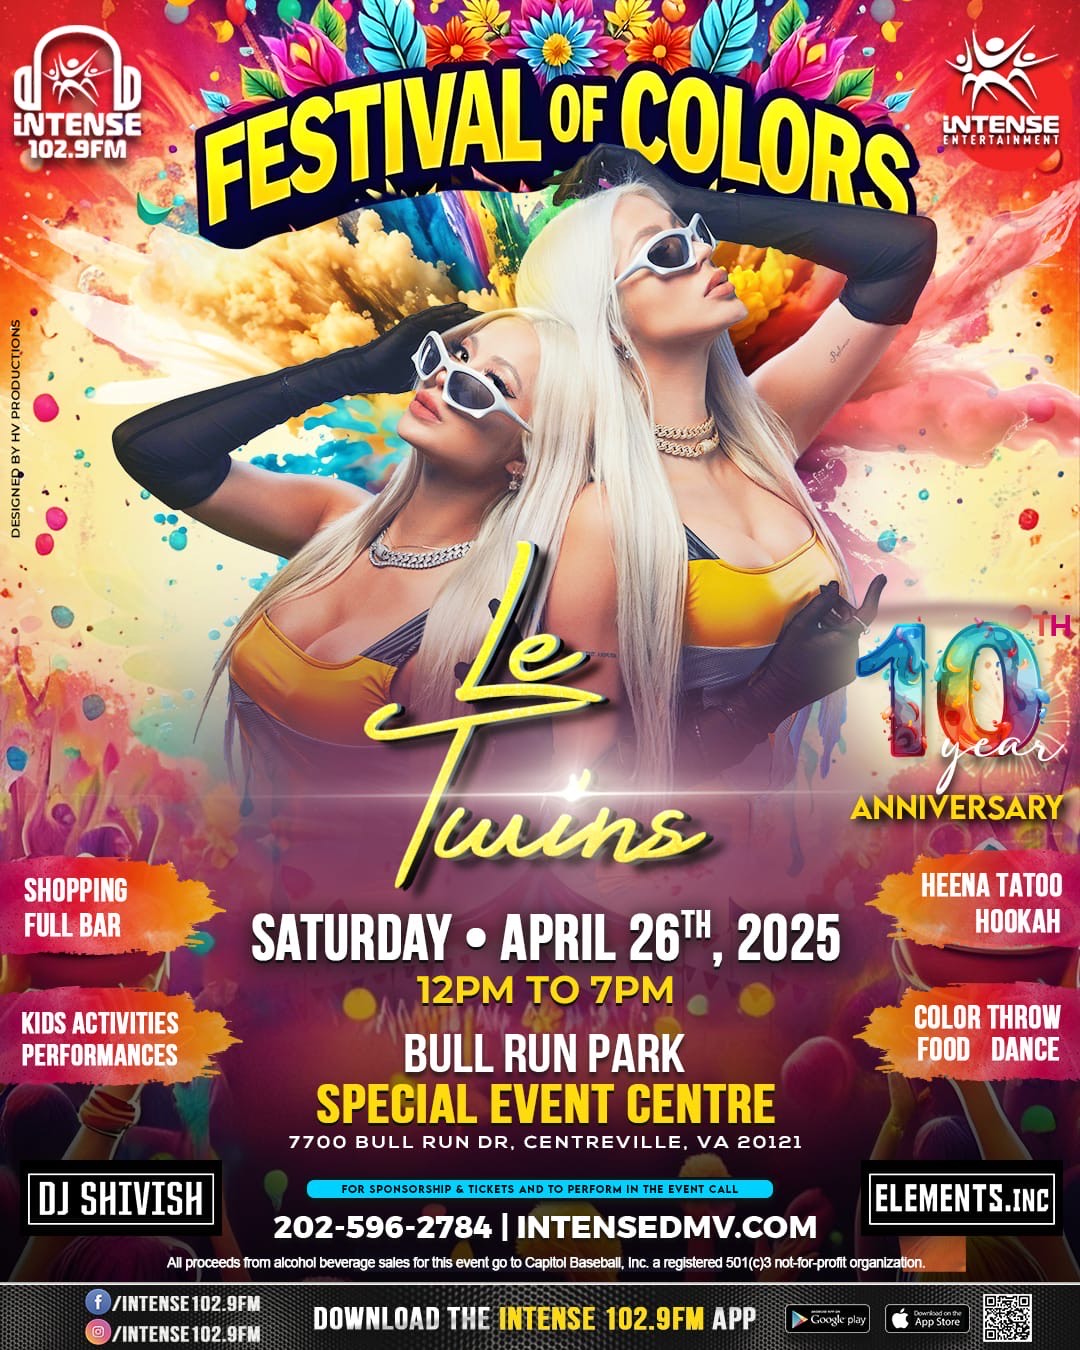 FESTIVAL OF COLORS
iNTENSE
102.9FM
iNTENSE
ENTERTAINMENT
DESIGNED BY HV PRODUCTIONS
Le
Twins
10TH
year
ANNIVERSARY
SHOPPING
FULL BAR
HEENA TATOO
HOOKAH
KIDS ACTIVITIES
PERFORMANCES
COLOR THROW
FOOD DANCE
SATURDAY • APRIL 26TH, 2025
12PM TO 7PM
BULL RUN PARK
SPECIAL EVENT CENTRE
7700 BULL RUN DR, CENTREVILLE, VA 20121
DJ SHIVISH
ELEMENTS.INC
FOR SPONSORSHIP & TICKETS AND TO PERFORM IN THE EVENT CALL
202-596-2784 | INTENSEDMV.COM
All proceeds from alcohol beverage sales for this event go to Capitol Baseball, Inc. a registered 501(c)3 not-for-profit organization.
/INTENSE102.9FM
/INTENSE102.9FM
DOWNLOAD THE INTENSE 102.9FM APP
Google play
Download on the
App Store